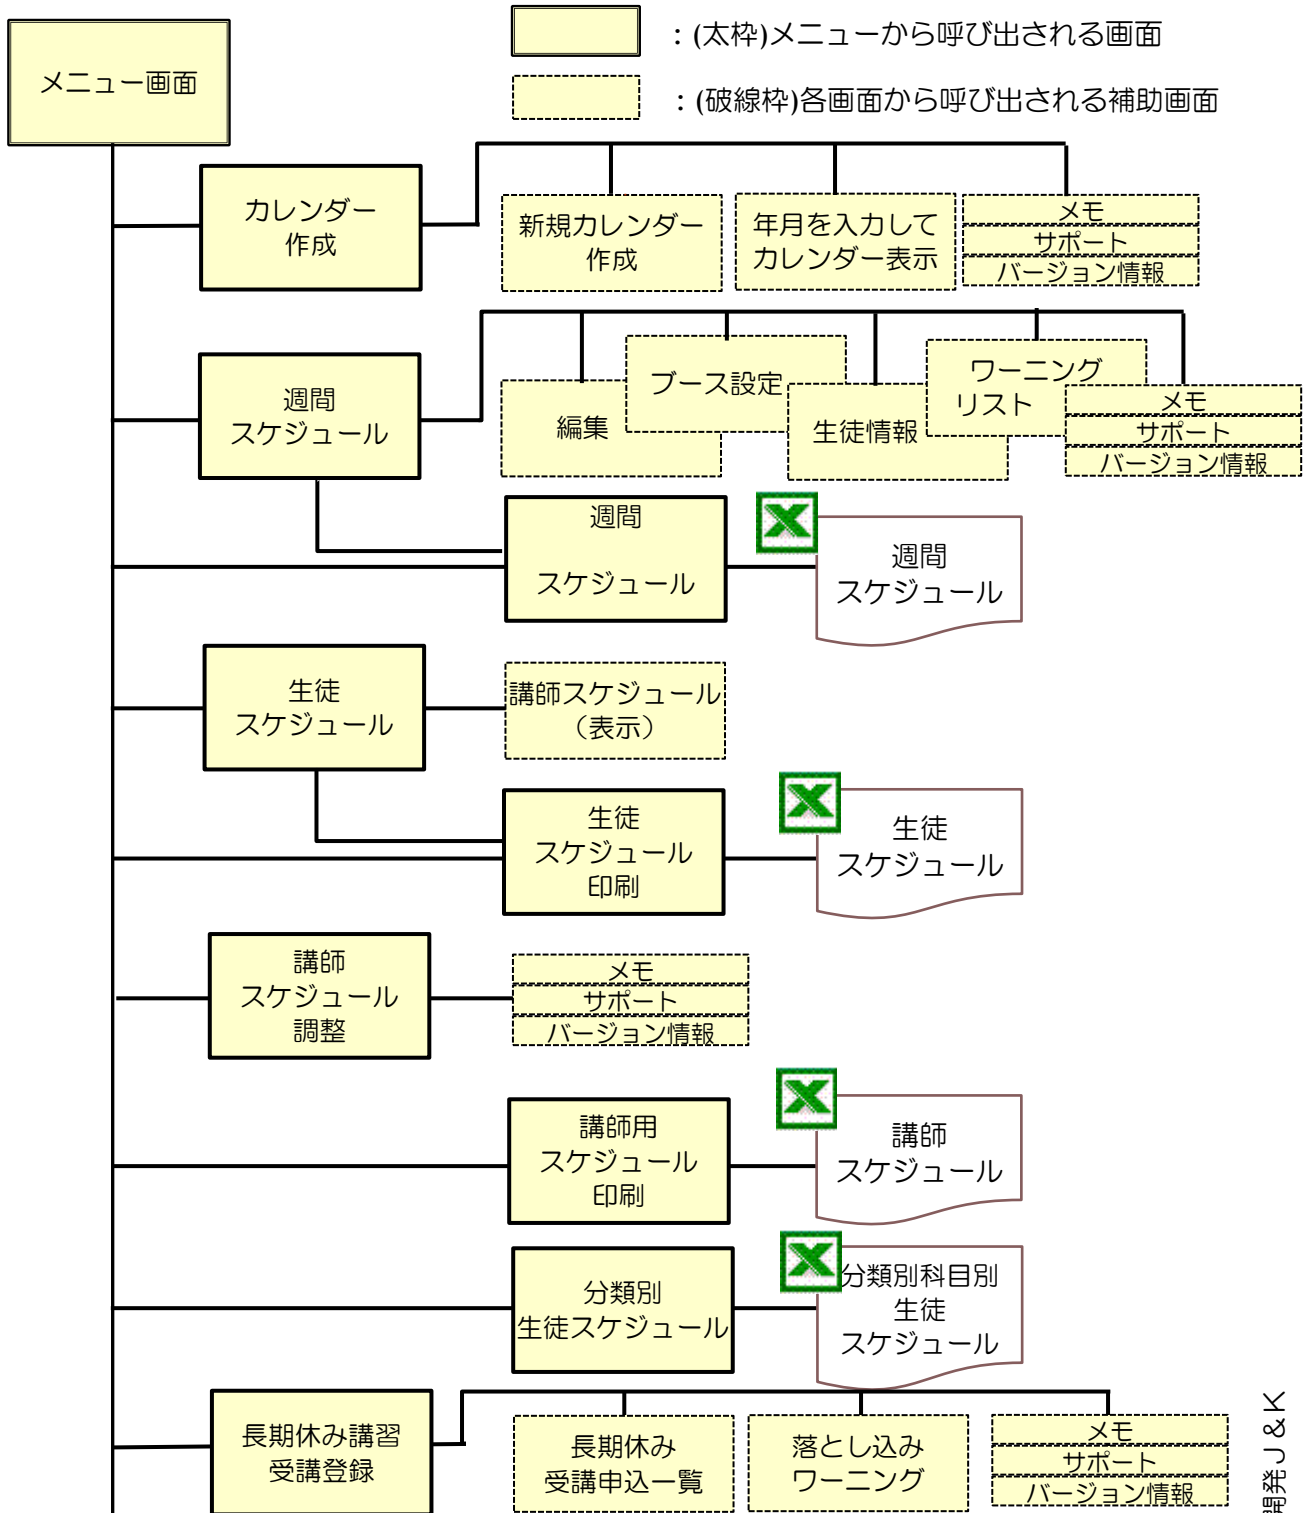 メニュー画面
：(太枠)メニューから呼び出される画面
：(破線枠)各画面から呼び出される補助画面
カレンダー
作成
新規カレンダー
作成
年月を入力して
カレンダー表示
メモ
サポート
バージョン情報
週間
スケジュール
編集
ブース設定
生徒情報
ワーニング
リスト
メモ
サポート
バージョン情報
週間
スケジュール
週間
スケジュール
生徒
スケジュール
講師スケジュール
（表示）
生徒
スケジュール
印刷
生徒
スケジュール
講師
スケジュール
調整
メモ
サポート
バージョン情報
講師用
スケジュール
印刷
講師
スケジュール
分類別
生徒スケジュール
分類別科目別
生徒
スケジュール
長期休み講習
受講登録
長期休み
受講申込一覧
落とし込み
ワーニング
メモ
サポート
バージョン情報
開発Ｊ＆Ｋ